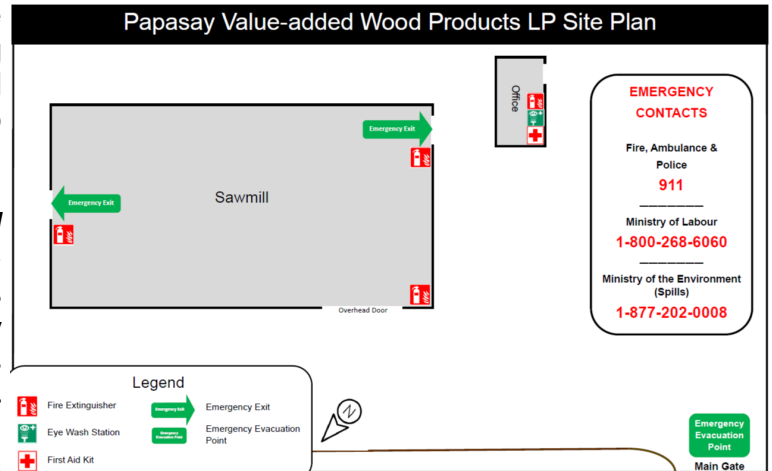 Papasay Value-added Wood Products LP Site Plan
Office
Emergency Exit
Emergency Exit
Sawmill
Overhead Door
EMERGENCY
CONTACTS
Fire, Ambulance &
Police
911
Ministry of Labour
1-800-268-6060
Ministry of the Environment
(Spills)
1-877-202-0008
Legend
Fire Extinguisher
Emergency Exit
Emergency Exit
Eye Wash Station
Emergency Evacuation Point
Emergency Evacuation
Point
First Aid Kit
N
Emergency
Evacuation
Point
Main Gate